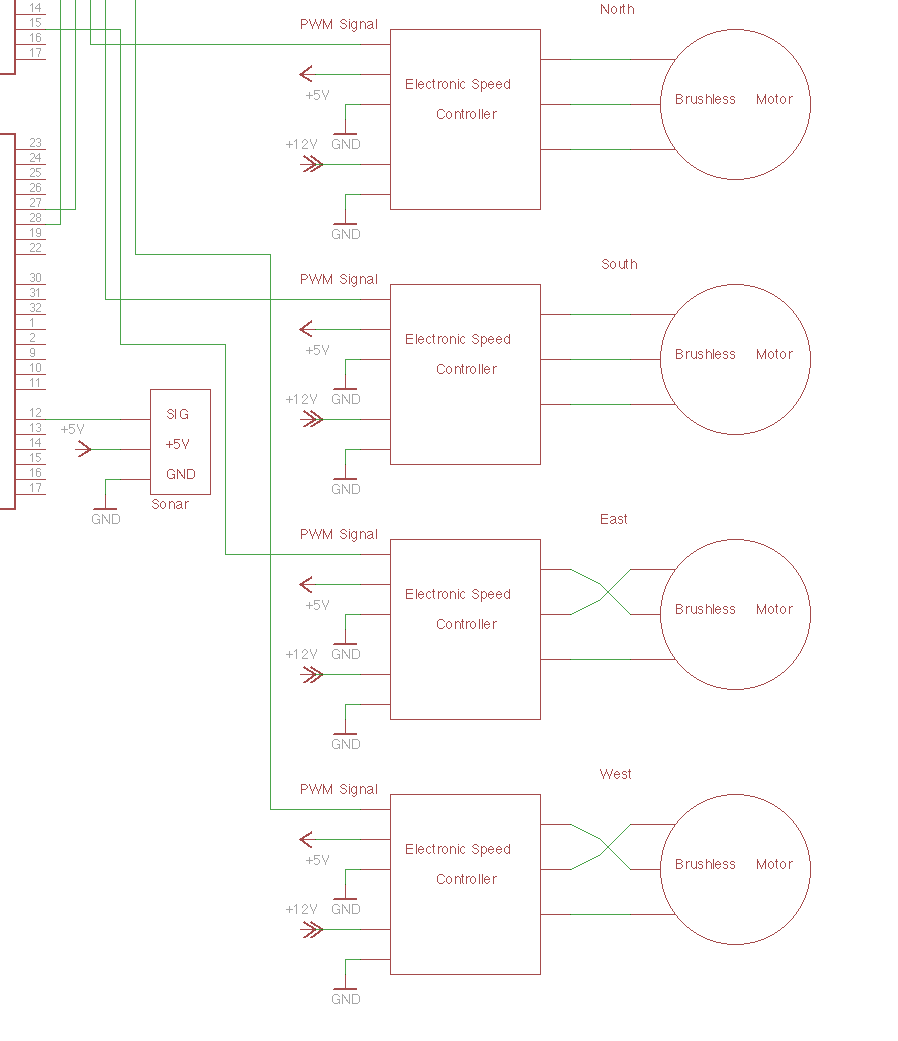 14
15
16
17
23
24
25
26
27
28
19
22
30
31
32
1
2
9
10
11
12
13
14
15
16
17
+5V
GND
SIG
+5V
GND
Sonar
North
PWM Signal
+5V
GND
+12V
GND
Electronic Speed
Controller
Brushless Motor
South
PWM Signal
+5V
GND
+12V
GND
Electronic Speed
Controller
Brushless Motor
East
PWM Signal
+5V
GND
+12V
GND
Electronic Speed
Controller
Brushless Motor
West
PWM Signal
+5V
GND
+12V
GND
Electronic Speed
Controller
Brushless Motor